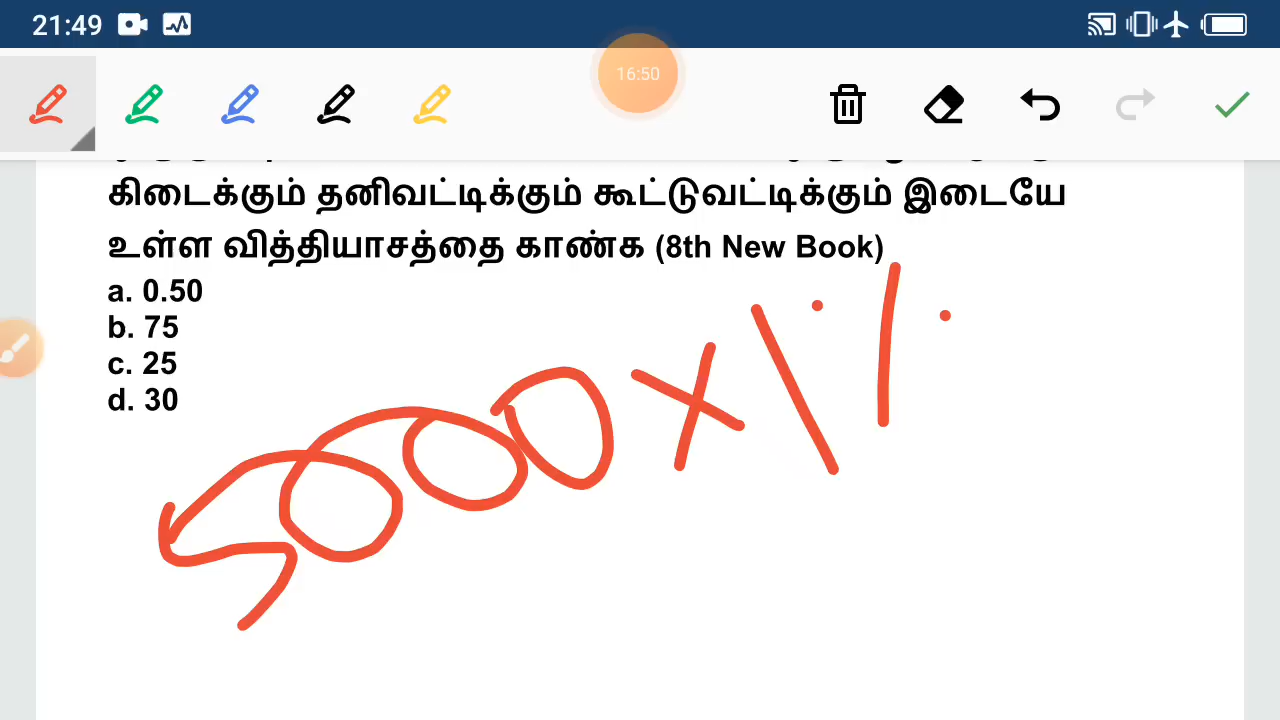 21:49
16:50
கிடைக்கும் தனிவட்டிக்கும் கூட்டுவட்டிக்கும் இடையே
உள்ள வித்தியாசத்தை காண்க (8th New Book)
a. 0.50
b. 75
c. 25
d. 30
5000 X 1%